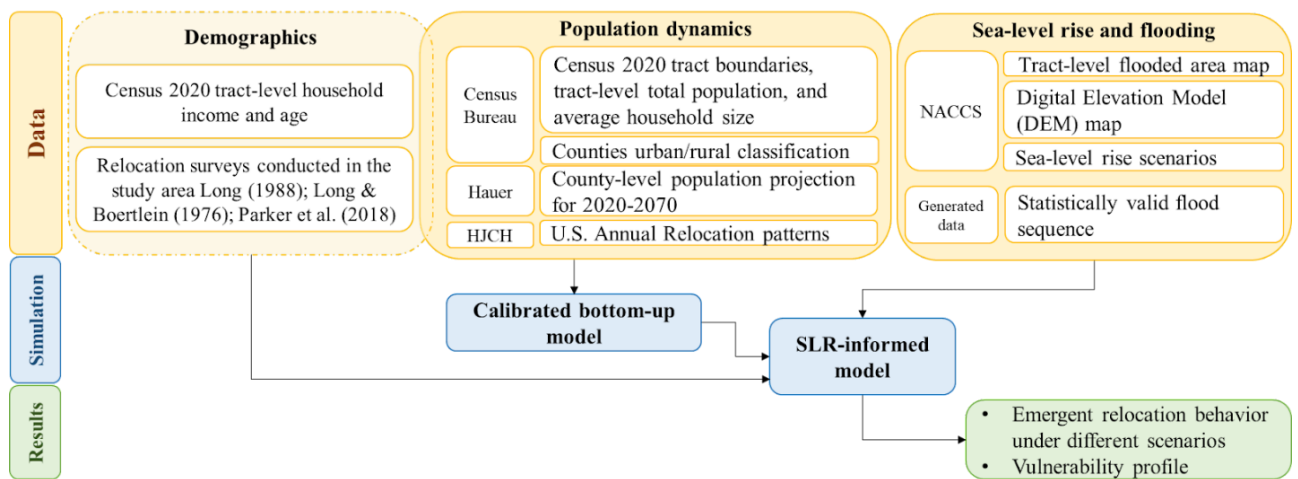 Data
Demographics
Census 2020 tract-level household
income and age
Relocation surveys conducted in the
study area Long (1988); Long &
Boertlein (1976); Parker et al. (2018)
Population dynamics
Census
Bureau
Census 2020 tract boundaries,
tract-level total population, and
average household size
Counties urban/rural classification
Hauer
County-level population projection
for 2020-2070
HJCH
U.S. Annual Relocation patterns
Sea-level rise and flooding
NACCS
Tract-level flooded area map
Digital Elevation Model
(DEM) map
Sea-level rise scenarios
Generated
data
Statistically valid flood
sequence
Simulation
Calibrated bottom-up
model
SLR-informed
model
Results
• Emergent relocation behavior
under different scenarios
• Vulnerability profile